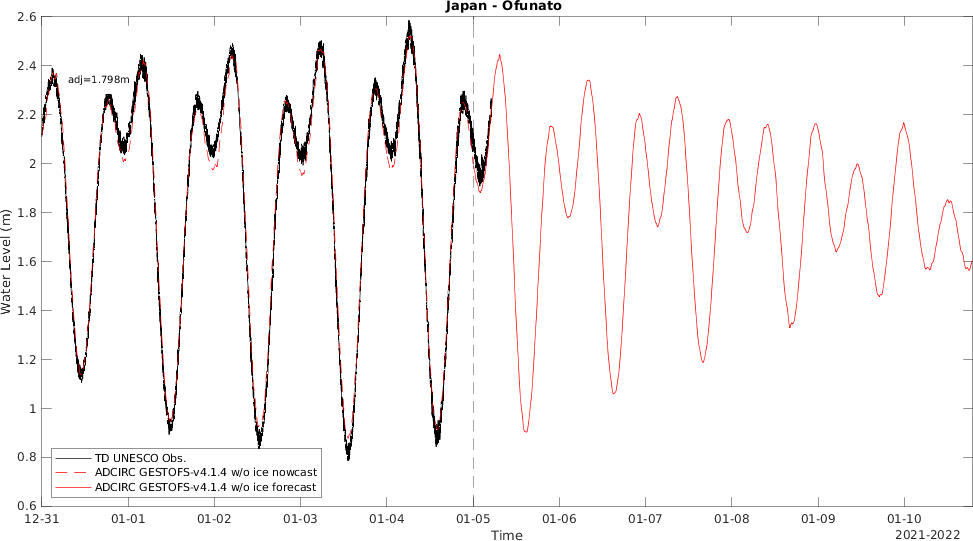 Japan - Ofunato
2.6
2.4
adj=1.798m
2.2
2
1.8
1.6
1.4
1.2
1
0.8
0.6
Water Level (m)
TD UNESCO Obs.
ADCIRC GESTOFS-v4.1.4 w/o ice nowcast
ADCIRC GESTOFS-v4.1.4 w/o ice forecast
12-31 01-01 01-02 01-03 01-04 01-05 01-06 01-07 01-08 01-09 01-10
Time
2021-2022